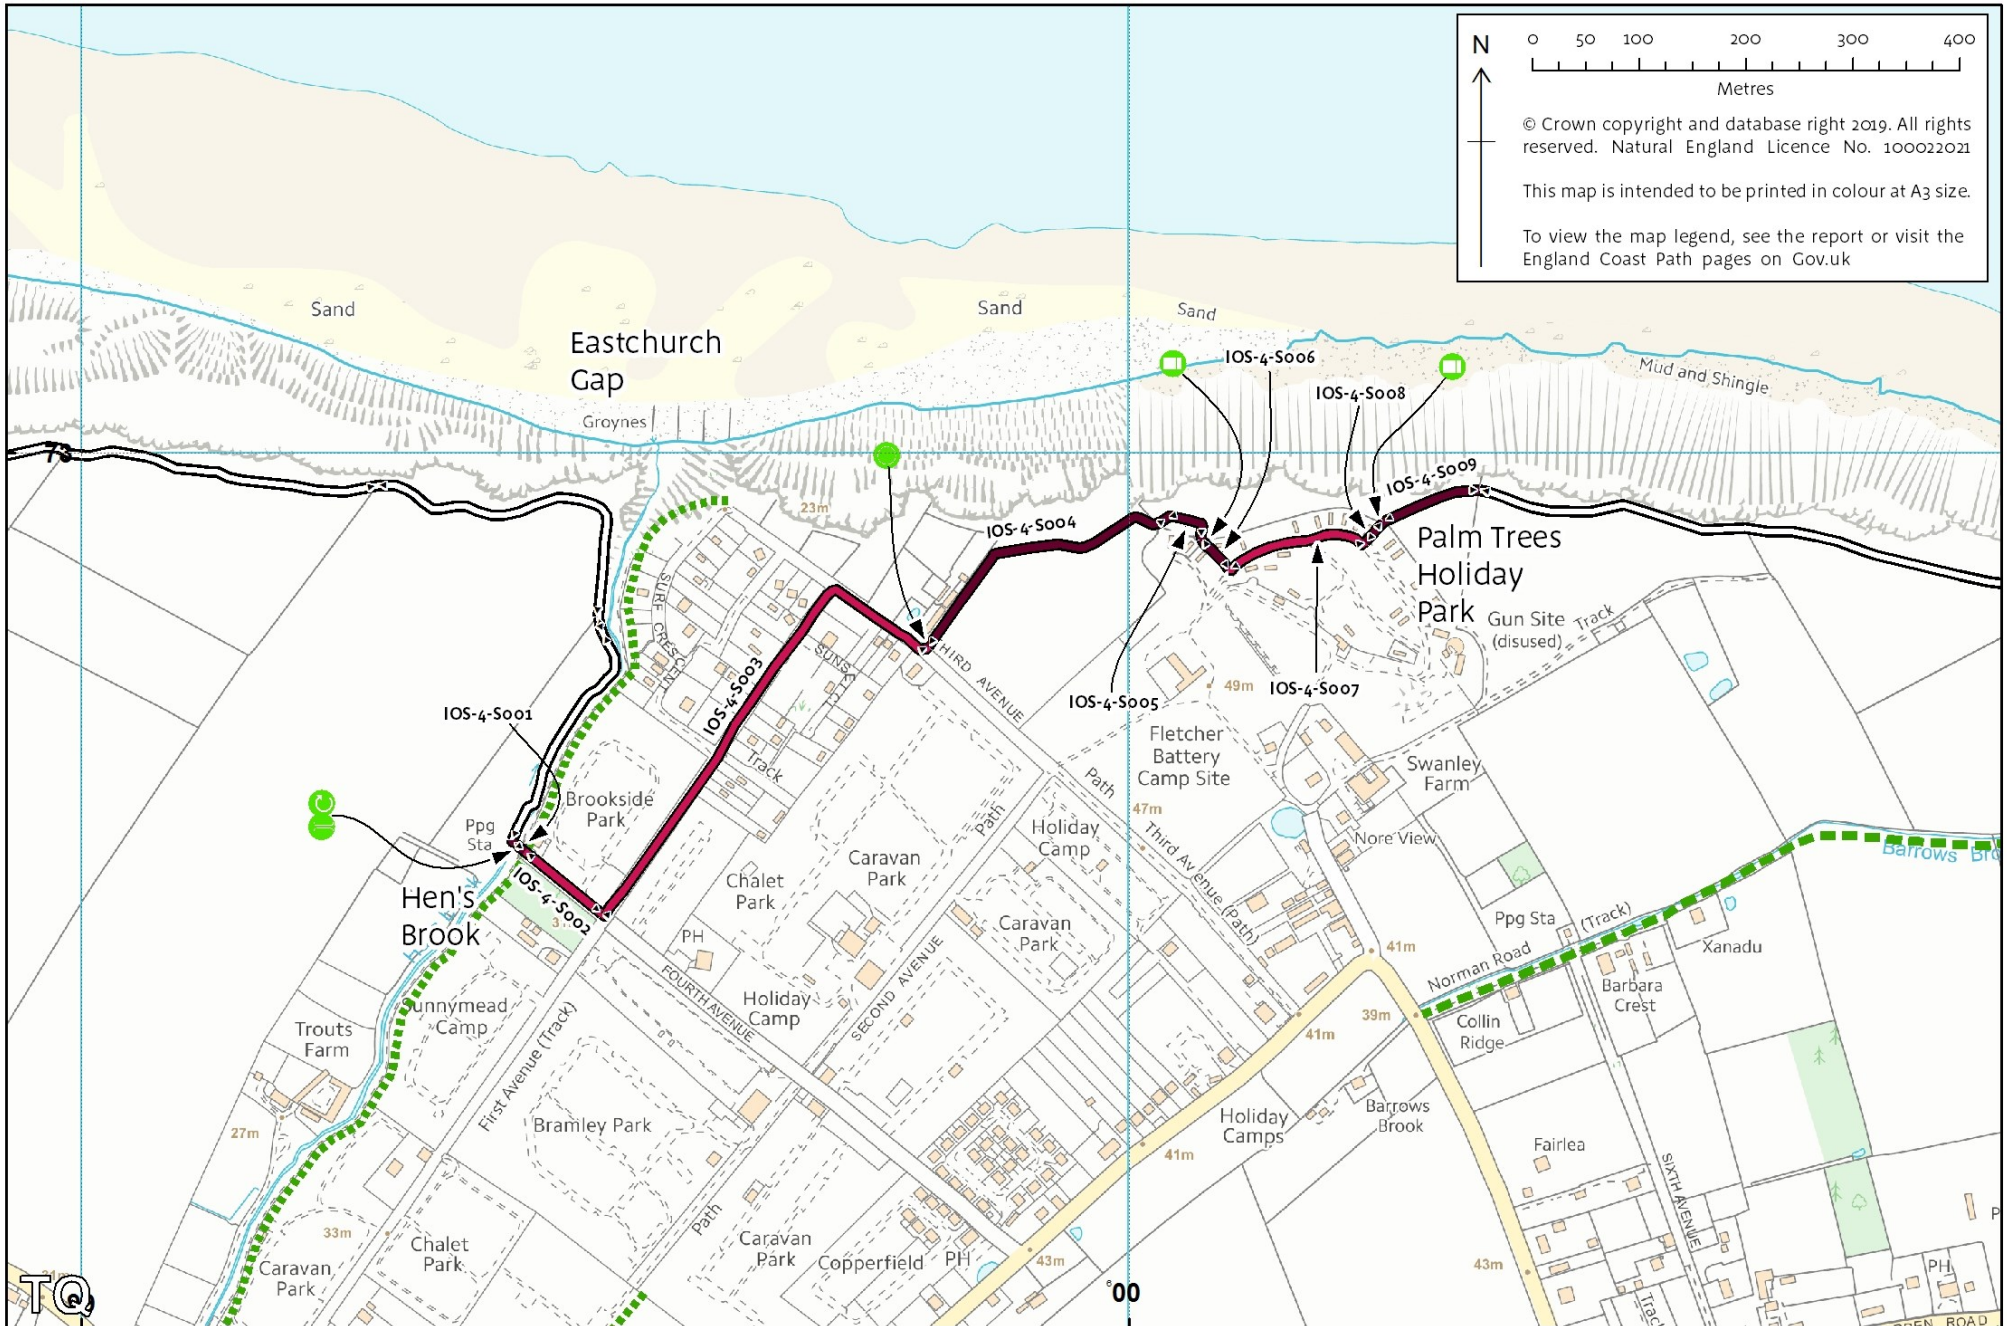 N
0 50 100 200 300 400
Metres
© Crown copyright and database right 2019. All rights
reserved. Natural England Licence No. 100022021
This map is intended to be printed in colour at A3 size.
To view the map legend, see the report or visit the
England Coast Path pages on Gov.uk
Sand
Sand
Sand
Eastchurch
Gap
Groynes
Mud and Shingle
IOS-4-S006
IOS-4-S008
IOS-4-S009
IOS-4-S004
73
23m
Palm Trees
Holiday
Park
Gun Site
(disused)
Track
SURF CRESCENT
IOS-4-S003
THIRD AVENUE
IOS-4-S005
49m
IOS-4-S007
IOS-4-S001
Fletcher
Battery
Camp Site
Track
Path
Swanley
Farm
Brookside
Park
47m
Ppg
Sta
Path
Holiday
Camp
Nore View
Third Avenue (Path)
Caravan
Park
Chalet
Park
Barrows
Hen's
Brook
IOS-4-S002
PH
Caravan
Park
Ppg Sta
(Track)
Xanadu
41m
Norman Road
FOURTH AVENUE
SECOND AVENUE
Barbara
Crest
Sunnymead
Camp
Holiday
Camp
39m
Collin
Ridge
41m
Trouts
Farm
First Avenue (Track)
Bramley Park
27m
Holiday
Camps
Barrows
Brook
41m
Fairlea
SIXTH AVENUE
33m
Path
Chalet
Park
Caravan
Park
Copperfield
PH
43m
43m
PH
Caravan
Park
TQ
6
00
Track
ROAD